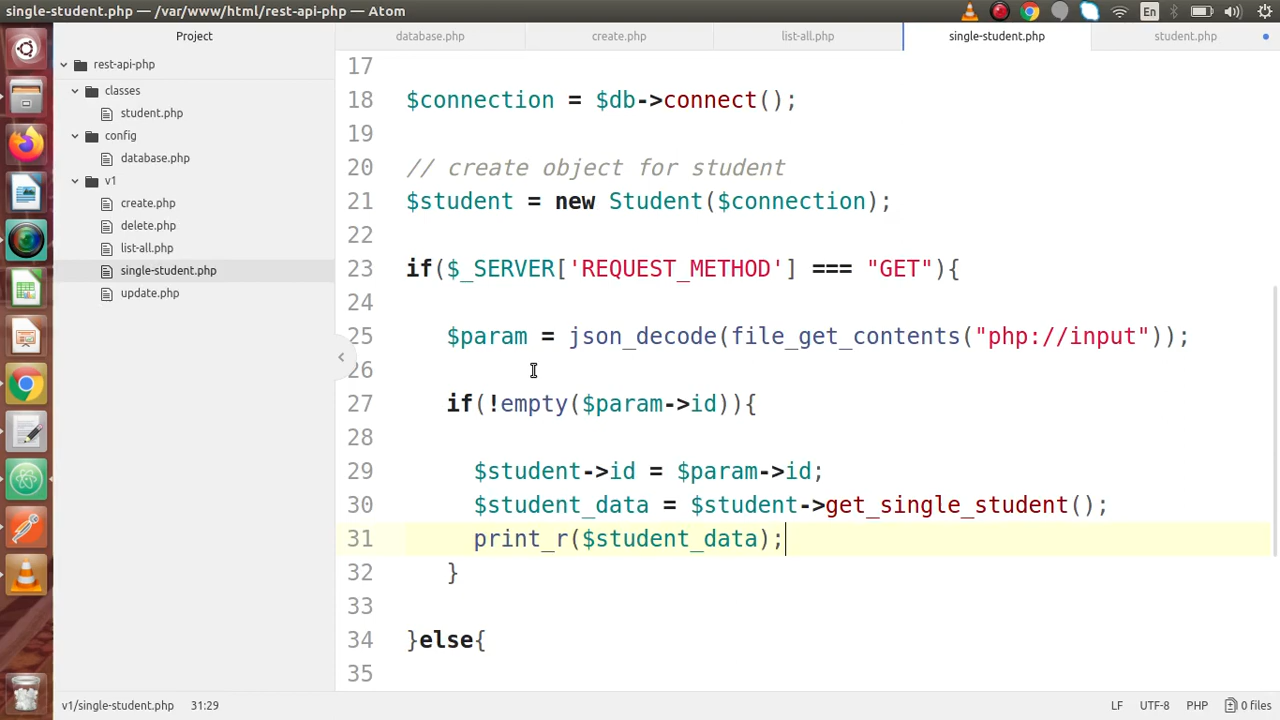 single-student.php — /var/www/html/rest-api-php — Atom
En
Project
database.php
create.php
list-all.php
single-student.php
student.php
rest-api-php
classes
student.php
config
database.php
v1
create.php
delete.php
list-all.php
single-student.php
update.php
17
18 $connection = $db->connect();
19
20 // create object for student
21 $student = new Student($connection);
22
23 if($_SERVER['REQUEST_METHOD'] === "GET"){
24
25 $param = json_decode(file_get_contents("php://input"));
26
27 if(!empty($param->id)){
28
29 $student->id = $param->id;
30 $student_data = $student->get_single_student();
31 print_r($student_data);
32 }
33
34 }else{
35
v1/single-student.php 31:29
LF UTF-8 PHP 0 files